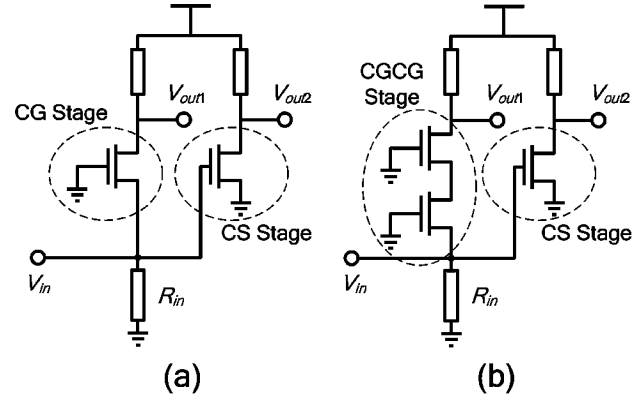 CG Stage
Vout1
Vout2
CS Stage
Vin
Rin
(a)
CGCG
Stage
Vout1
Vout2
CS Stage
Vin
Rin
(b)